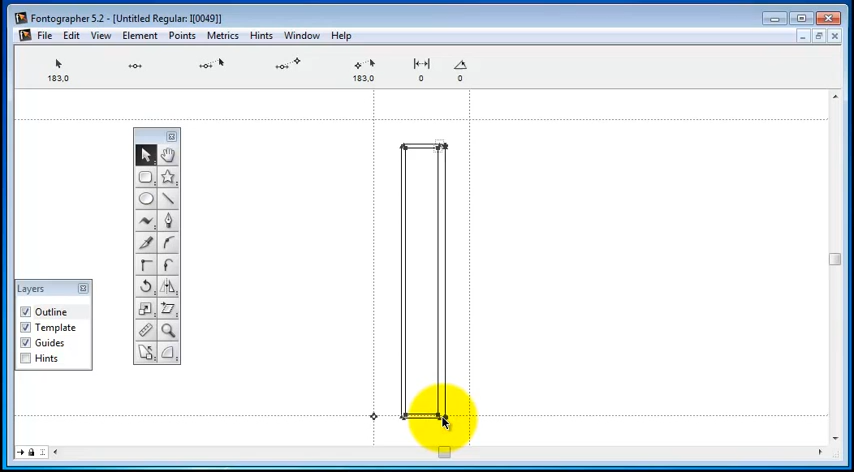 Fontographer 5.2 - [Untitled Regular: I[0049]]
File Edit View Element Points Metrics Hints Window Help
183,0 183,0 0 0
Layers
Outline
Template
Guides
Hints